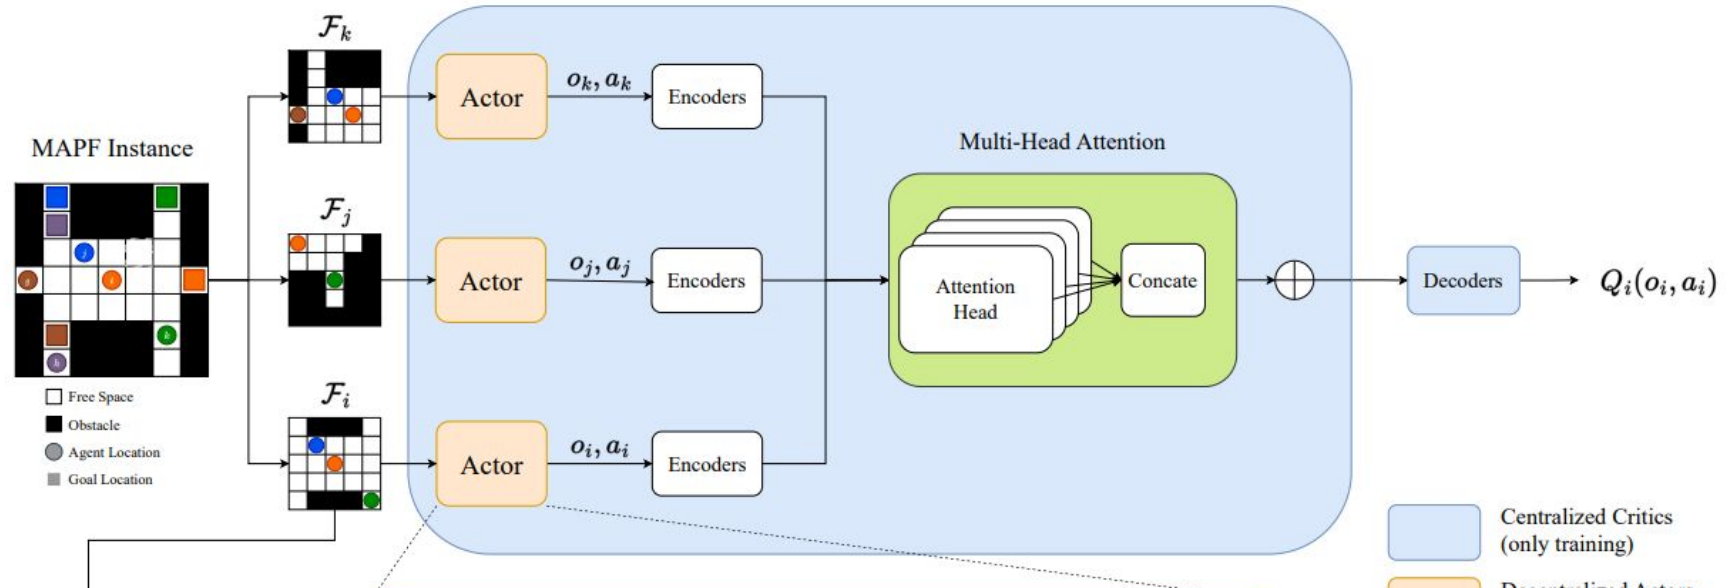 MAPF Instance
j
i
k
Free Space
Obstacle
Agent Location
Goal Location
𝓕ₖ
𝓕ⱼ
𝓕ᵢ
Actor
oₖ, aₖ
Encoders
Actor
oⱼ, aⱼ
Encoders
Actor
oᵢ, aᵢ
Encoders
Multi-Head Attention
Attention
Head
Concate
Decoders
Qᵢ(oᵢ, aᵢ)
Centralized Critics
(only training)